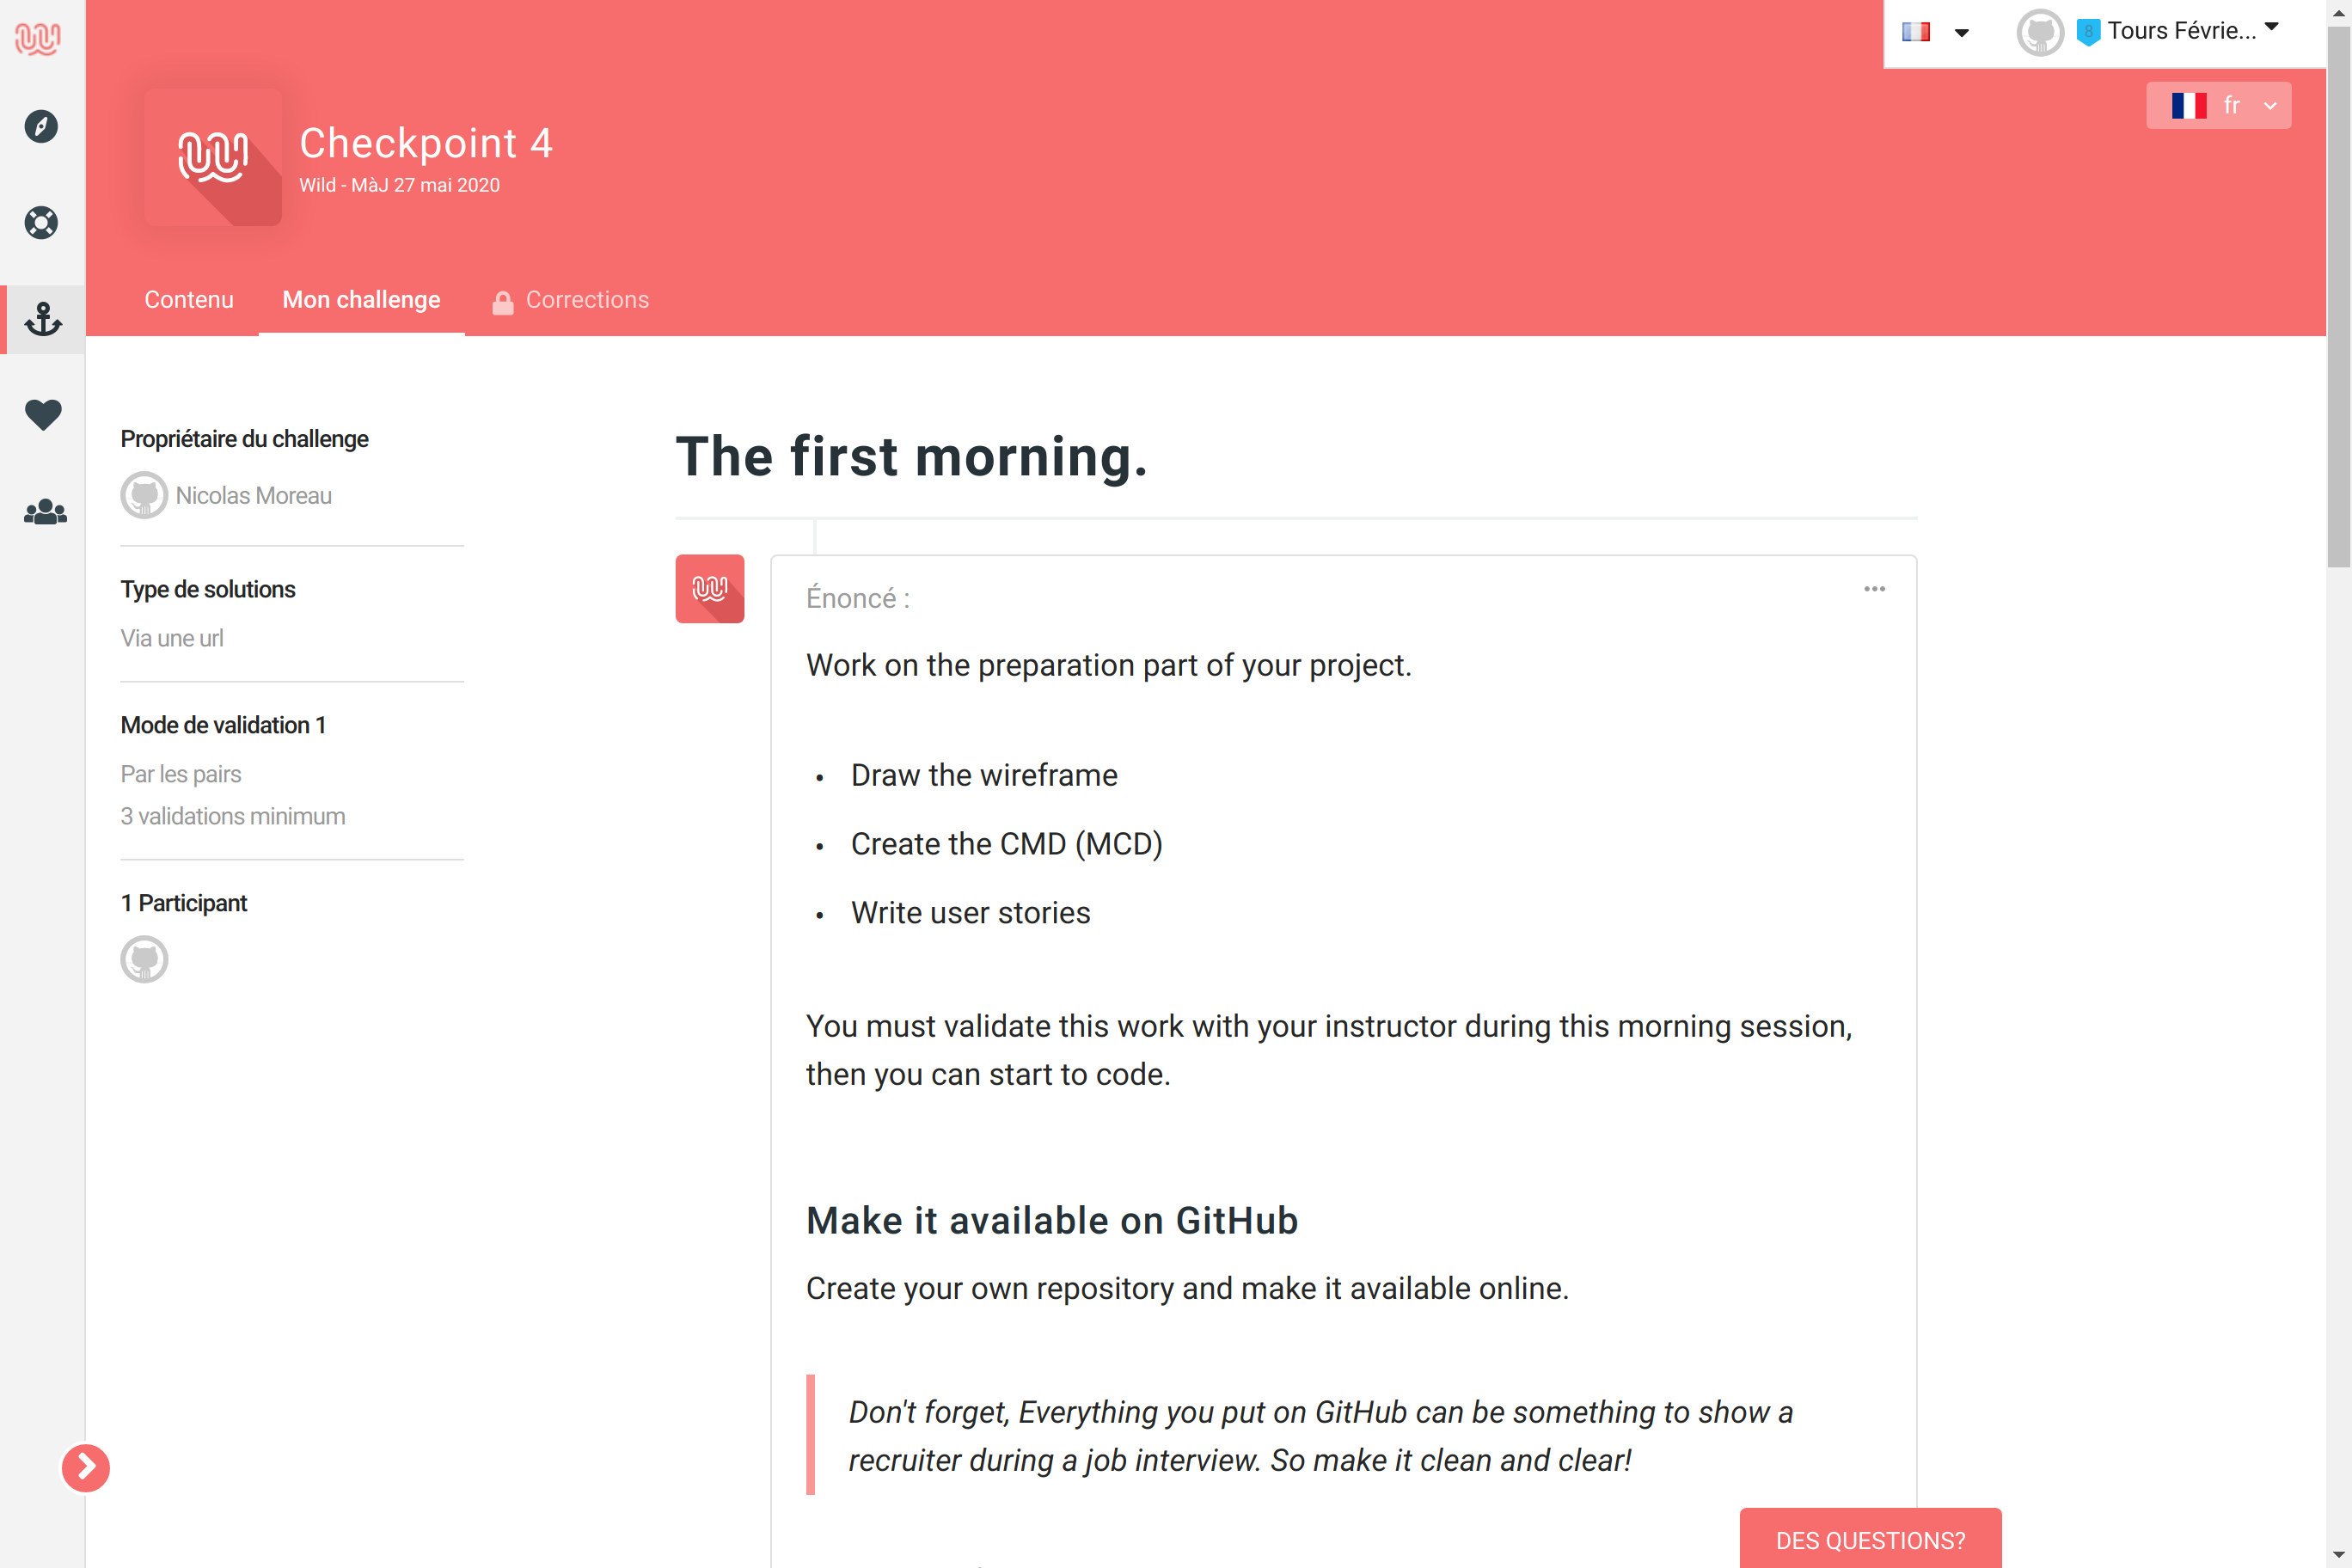 8 Tours Févrie...
fr
Checkpoint 4
Wild - MàJ 27 mai 2020
Contenu
Mon challenge
Corrections
Propriétaire du challenge
Nicolas Moreau
Type de solutions
Via une url
Mode de validation 1
Par les pairs
3 validations minimum
1 Participant
The first morning.
Énoncé :
Work on the preparation part of your project.
• Draw the wireframe
• Create the CMD (MCD)
• Write user stories
You must validate this work with your instructor during this morning session,
then you can start to code.
Make it available on GitHub
Create your own repository and make it available online.
Don't forget, Everything you put on GitHub can be something to show a
recruiter during a job interview. So make it clean and clear!
DES QUESTIONS?